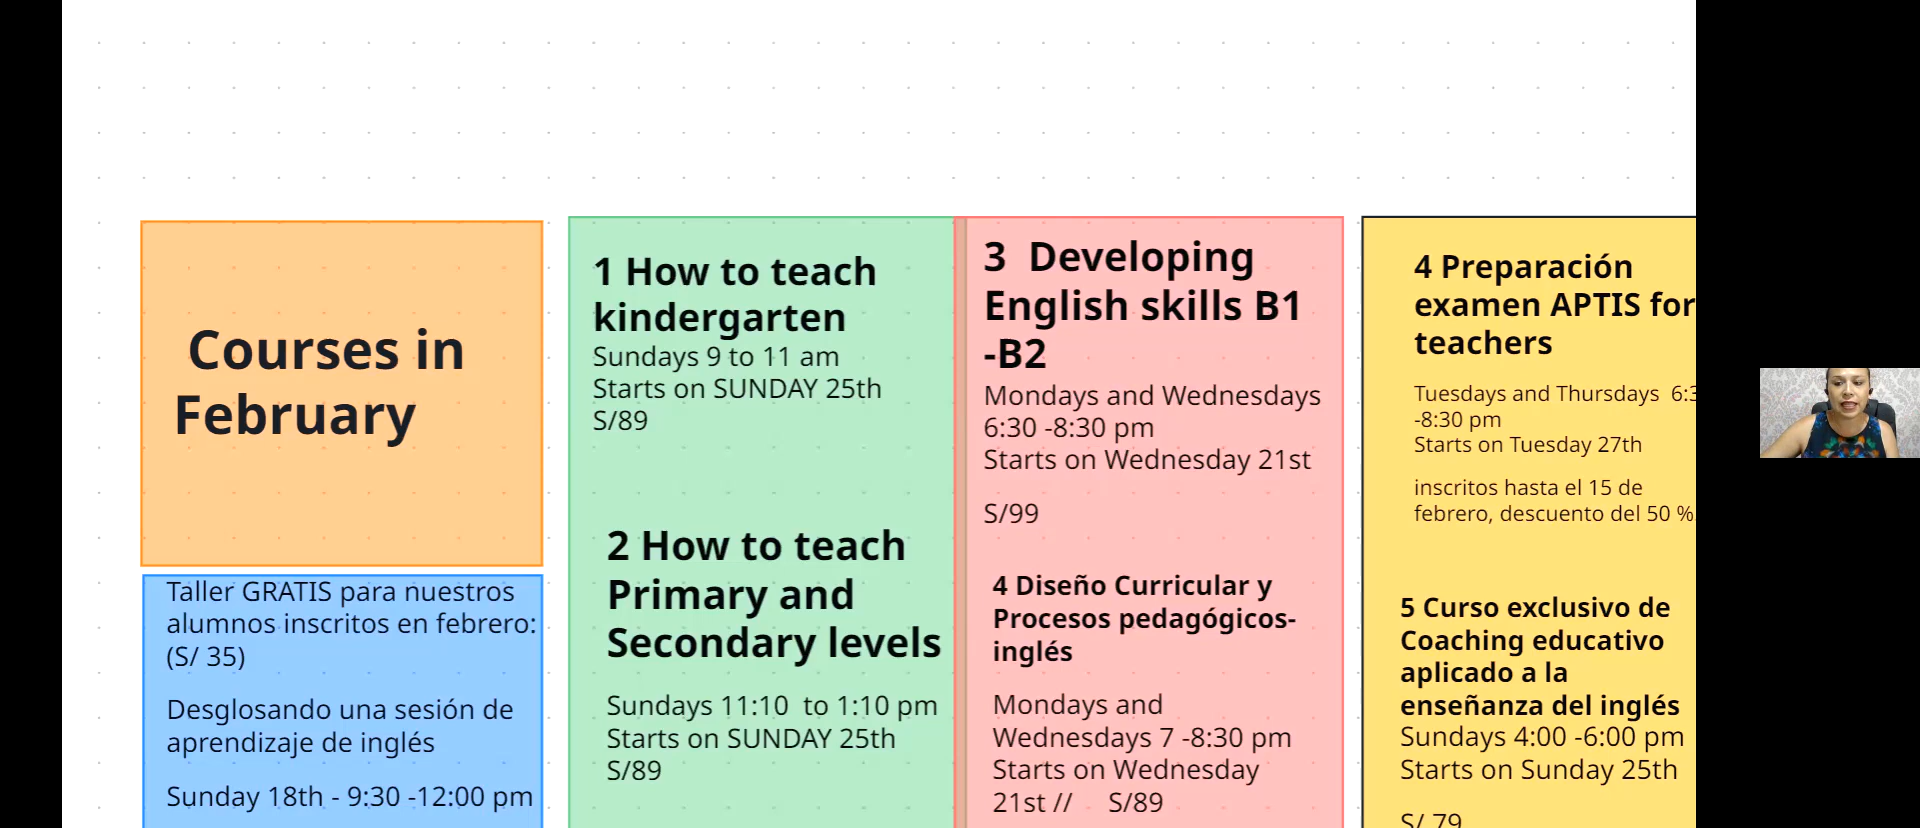 Courses in
February
Taller GRATIS para nuestros
alumnos inscritos en febrero:
(S/ 35)
Desglosando una sesión de
aprendizaje de inglés
Sunday 18th - 9:30 -12:00 pm
1 How to teach
kindergarten
Sundays 9 to 11 am
Starts on SUNDAY 25th
S/89
2 How to teach
Primary and
Secondary levels
Sundays 11:10 to 1:10 pm
Starts on SUNDAY 25th
S/89
3 Developing
English skills B1
-B2
Mondays and Wednesdays
6:30 -8:30 pm
Starts on Wednesday 21st
S/99
4 Diseño Curricular y
Procesos pedagógicos-
inglés
Mondays and
Wednesdays 7 -8:30 pm
Starts on Wednesday
21st // S/89
4 Preparación
examen APTIS for
teachers
Tuesdays and Thursdays
-8:30 pm
Starts on Tuesday 27th
inscritos hasta el 15 de
febrero, descuento del 50 %
5 Curso exclusivo de
Coaching educativo
aplicado a la
enseñanza del inglés
Sundays 4:00 -6:00 pm
Starts on Sunday 25th
S/ 79